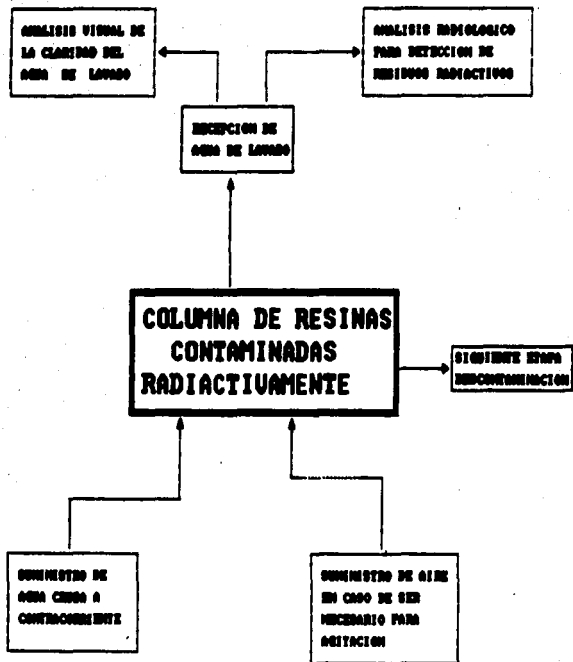 ANALISIS VISUAL DE
LA CLARIDAD DEL
AGUA DE LAVADO
ANALISIS RADIOLOGICO
PARA DETECCION DE
RESIDUOS RADIACTIVOS
RECEPCION DE
AGUA DE LAVADO
COLUMNA DE RESINAS
CONTAMINADAS
RADIACTIVAMENTE
SIGUIENTE ETAPA
DESCONTAMINACION
SUMINISTRO DE
AGUA CRUDA A
CONTRACORRIENTE
SUMINISTRO DE AIRE
EN CASO DE SER
NECESARIO PARA
AGITACION